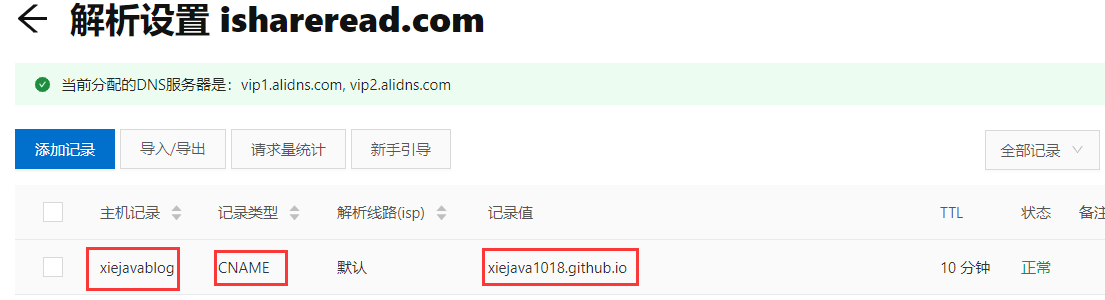 解析设置 ishareread.com
当前分配的DNS服务器是：vip1.alidns.com, vip2.alidns.com
添加记录 导入/导出 请求量统计 新手引导 全部记录
主机记录 记录类型 解析线路(isp) 记录值 TTL 状态 备注
xiejavablog CNAME 默认 xiejava1018.github.io 10 分钟 正常